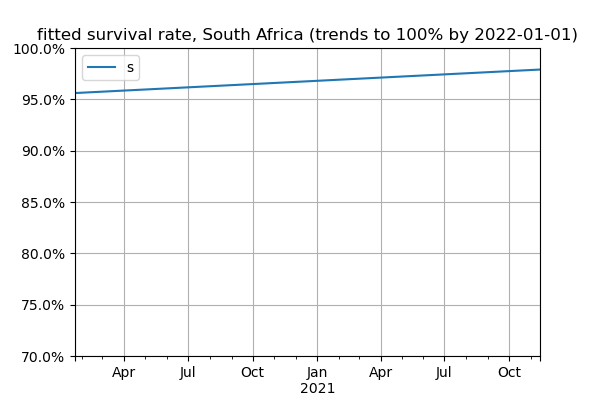 fitted survival rate, South Africa (trends to 100% by 2022-01-01)
100.0%
s
95.0%
90.0%
85.0%
80.0%
75.0%
70.0%
Apr Jul Oct Jan Apr Jul Oct
2021